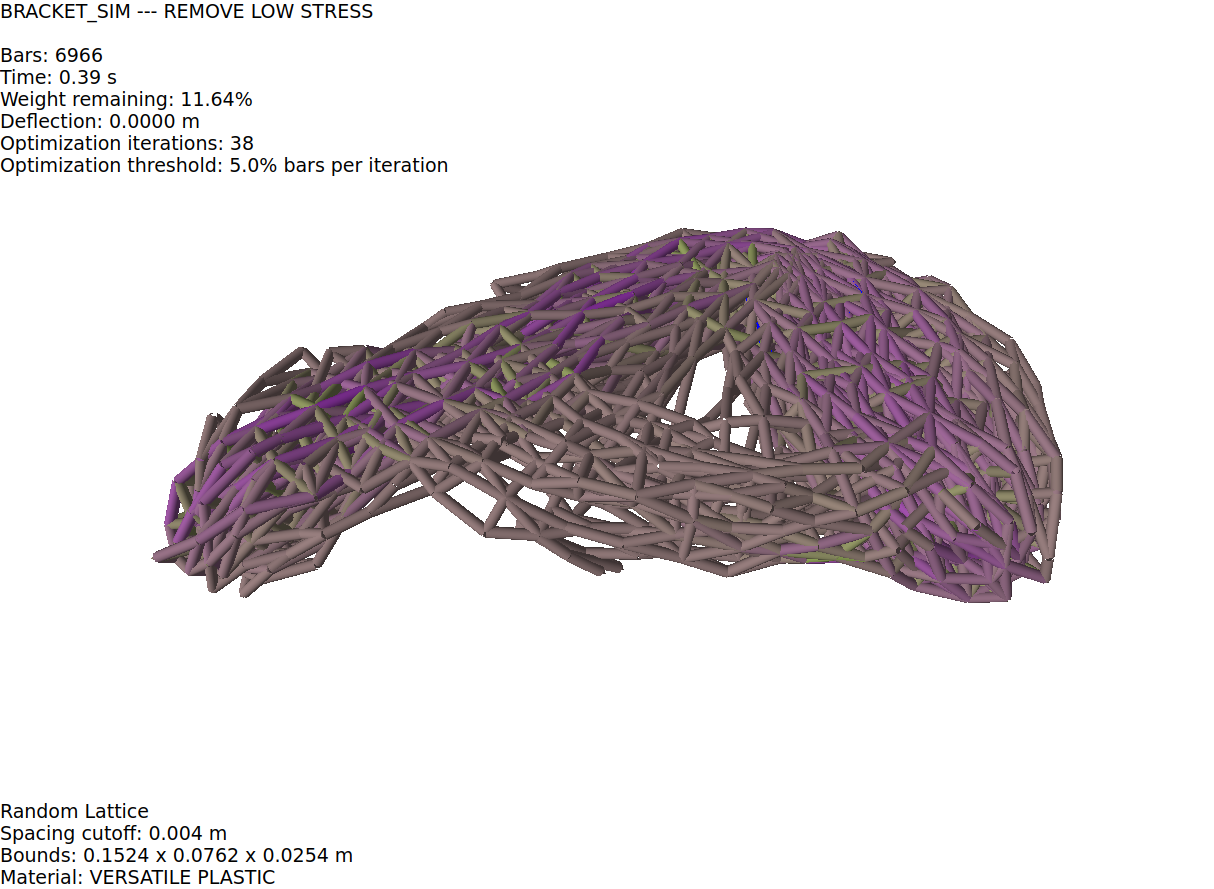 BRACKET_SIM --- REMOVE LOW STRESS
Bars: 6966
Time: 0.39 s
Weight remaining: 11.64%
Deflection: 0.0000 m
Optimization iterations: 38
Optimization threshold: 5.0% bars per iteration
Random Lattice
Spacing cutoff: 0.004 m
Bounds: 0.1524 x 0.0762 x 0.0254 m
Material: VERSATILE PLASTIC